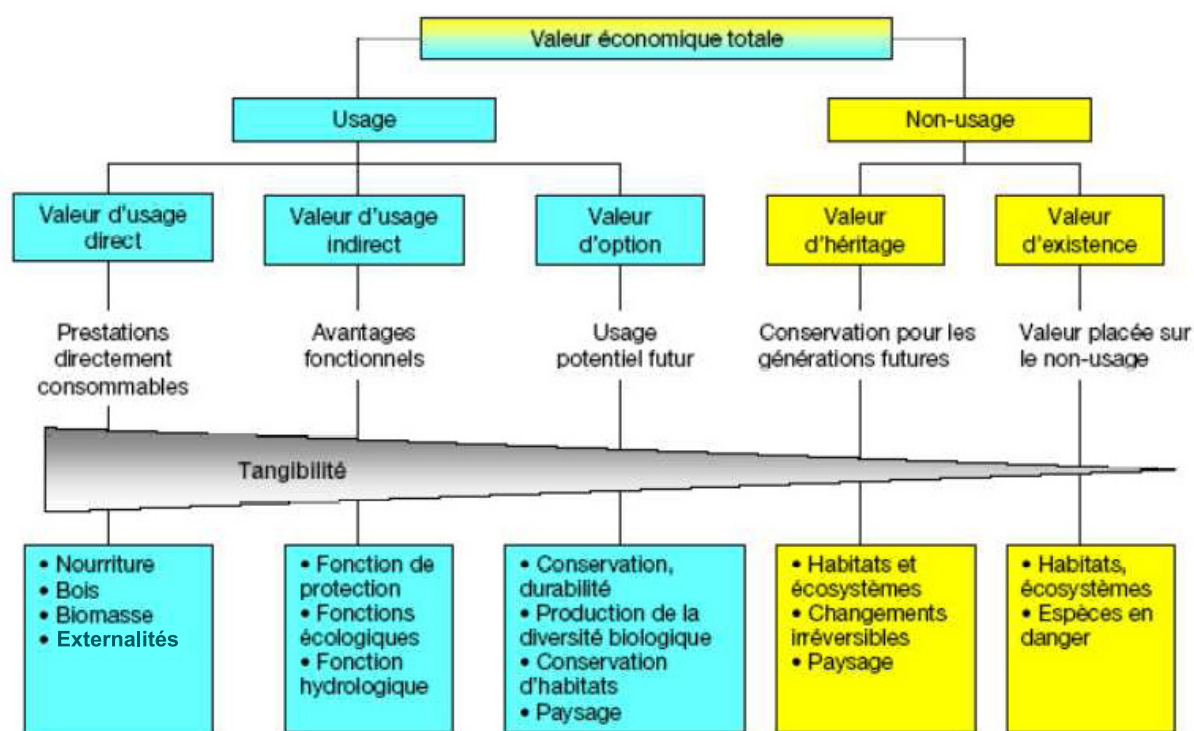 Valeur économique totale
Usage
Non-usage
Valeur d'usage
direct
Valeur d'usage
indirect
Valeur
d'option
Valeur
d'héritage
Valeur
d'existence
Prestations
directement
consommables
Avantages
fonctionnels
Usage
potentiel futur
Conservation pour les
générations futures
Valeur placée sur
le non-usage
Tangibilité
• Nourriture
• Bois
• Biomasse
• Externalités
• Fonction de
protection
• Fonctions
écologiques
• Fonction
hydrologique
• Conservation,
durabilité
• Production de la
diversité biologique
• Conservation
d'habitats
• Paysage
• Habitats et
écosystèmes
• Changements
irréversibles
• Paysage
• Habitats,
écosystèmes
• Espèces en
danger